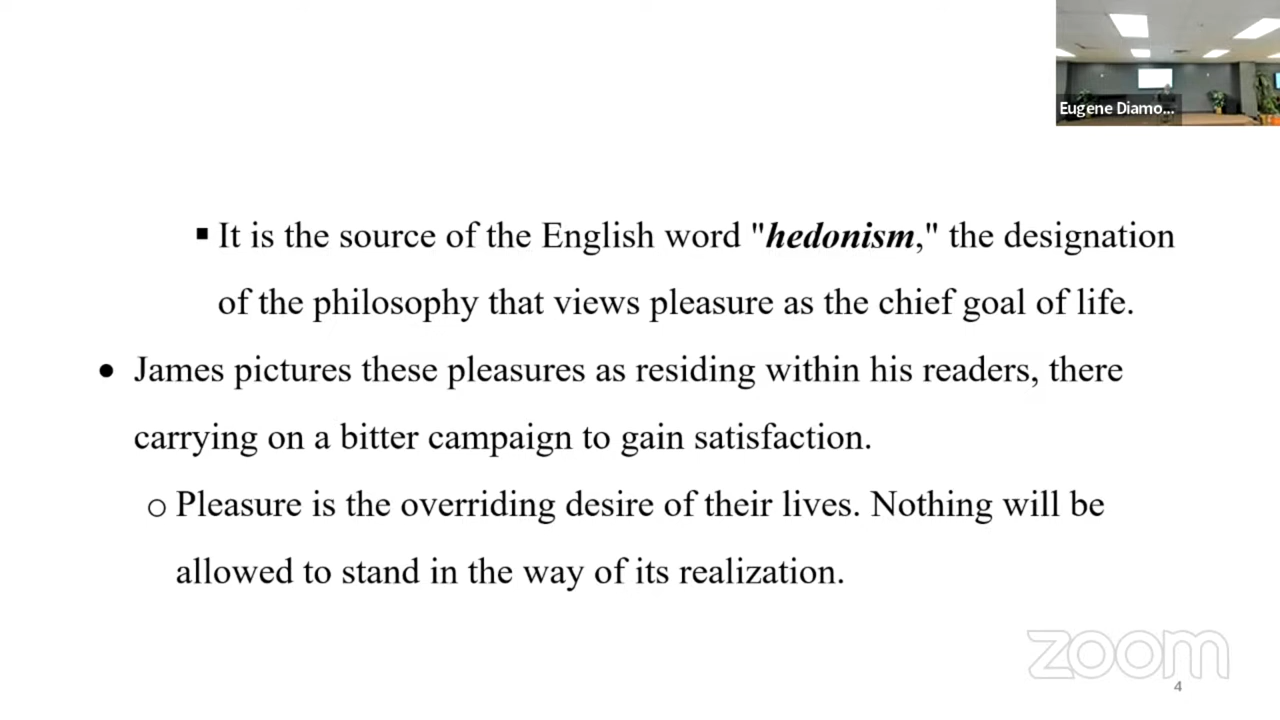 Eugene Diamo...
▪ It is the source of the English word "hedonism," the designation
of the philosophy that views pleasure as the chief goal of life.
• James pictures these pleasures as residing within his readers, there
carrying on a bitter campaign to gain satisfaction.
o Pleasure is the overriding desire of their lives. Nothing will be
allowed to stand in the way of its realization.
zoom
4